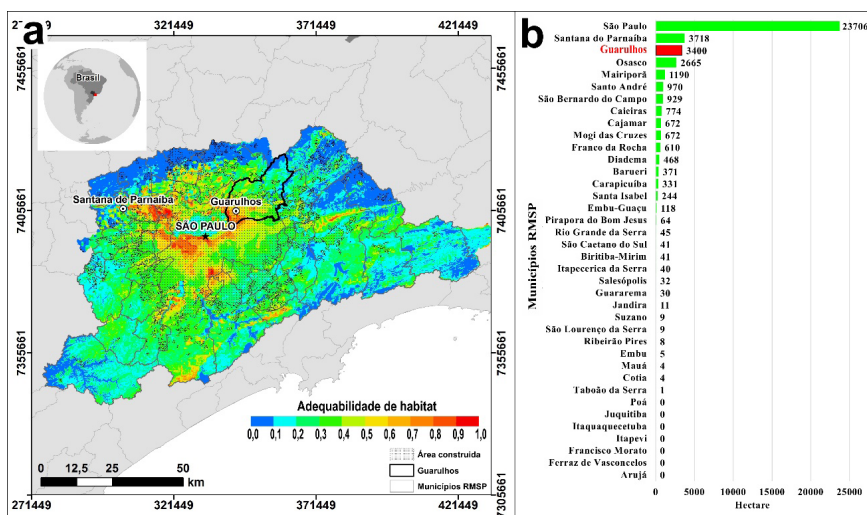 a
271449 321449 371449 421449
7455661
7405661
7355661
7305661
7455661
7405661
7355661
Brasil
Santana de Parnaíba
Guarulhos
SÃO PAULO
Adequabilidade de habitat
0,0 0,1 0,2 0,3 0,4 0,5 0,6 0,7 0,8 0,9 1,0
Área construida
Guarulhos
Municípios RMSP
0 12,5 25 50
km
271449 321449 371449 421449
b
Municípios RMSP
São Paulo 23706
Santana do Parnaíba 3718
Guarulhos 3400
Osasco 2665
Mairiporã 1190
Santo André 970
São Bernardo do Campo 929
Caieiras 774
Cajamar 672
Mogi das Cruzes 672
Franco da Rocha 610
Diadema 468
Barueri 371
Carapicuíba 331
Santa Isabel 244
Embu-Guaçu 118
Pirapora do Bom Jesus 64
Rio Grande da Serra 45
São Caetano do Sul 41
Biritiba-Mirim 41
Itapecerica da Serra 40
Salesópolis 32
Guararema 30
Jandira 11
Suzano 9
São Lourenço da Serra 9
Ribeirão Pires 8
Embu 5
Mauá 4
Cotia 4
Taboão da Serra 1
Poá 0
Juquitiba 0
Itaquaquecetuba 0
Itapevi 0
Francisco Morato 0
Ferraz de Vasconcelos 0
Arujá 0
0 5000 10000 15000 20000 25000
Hectare